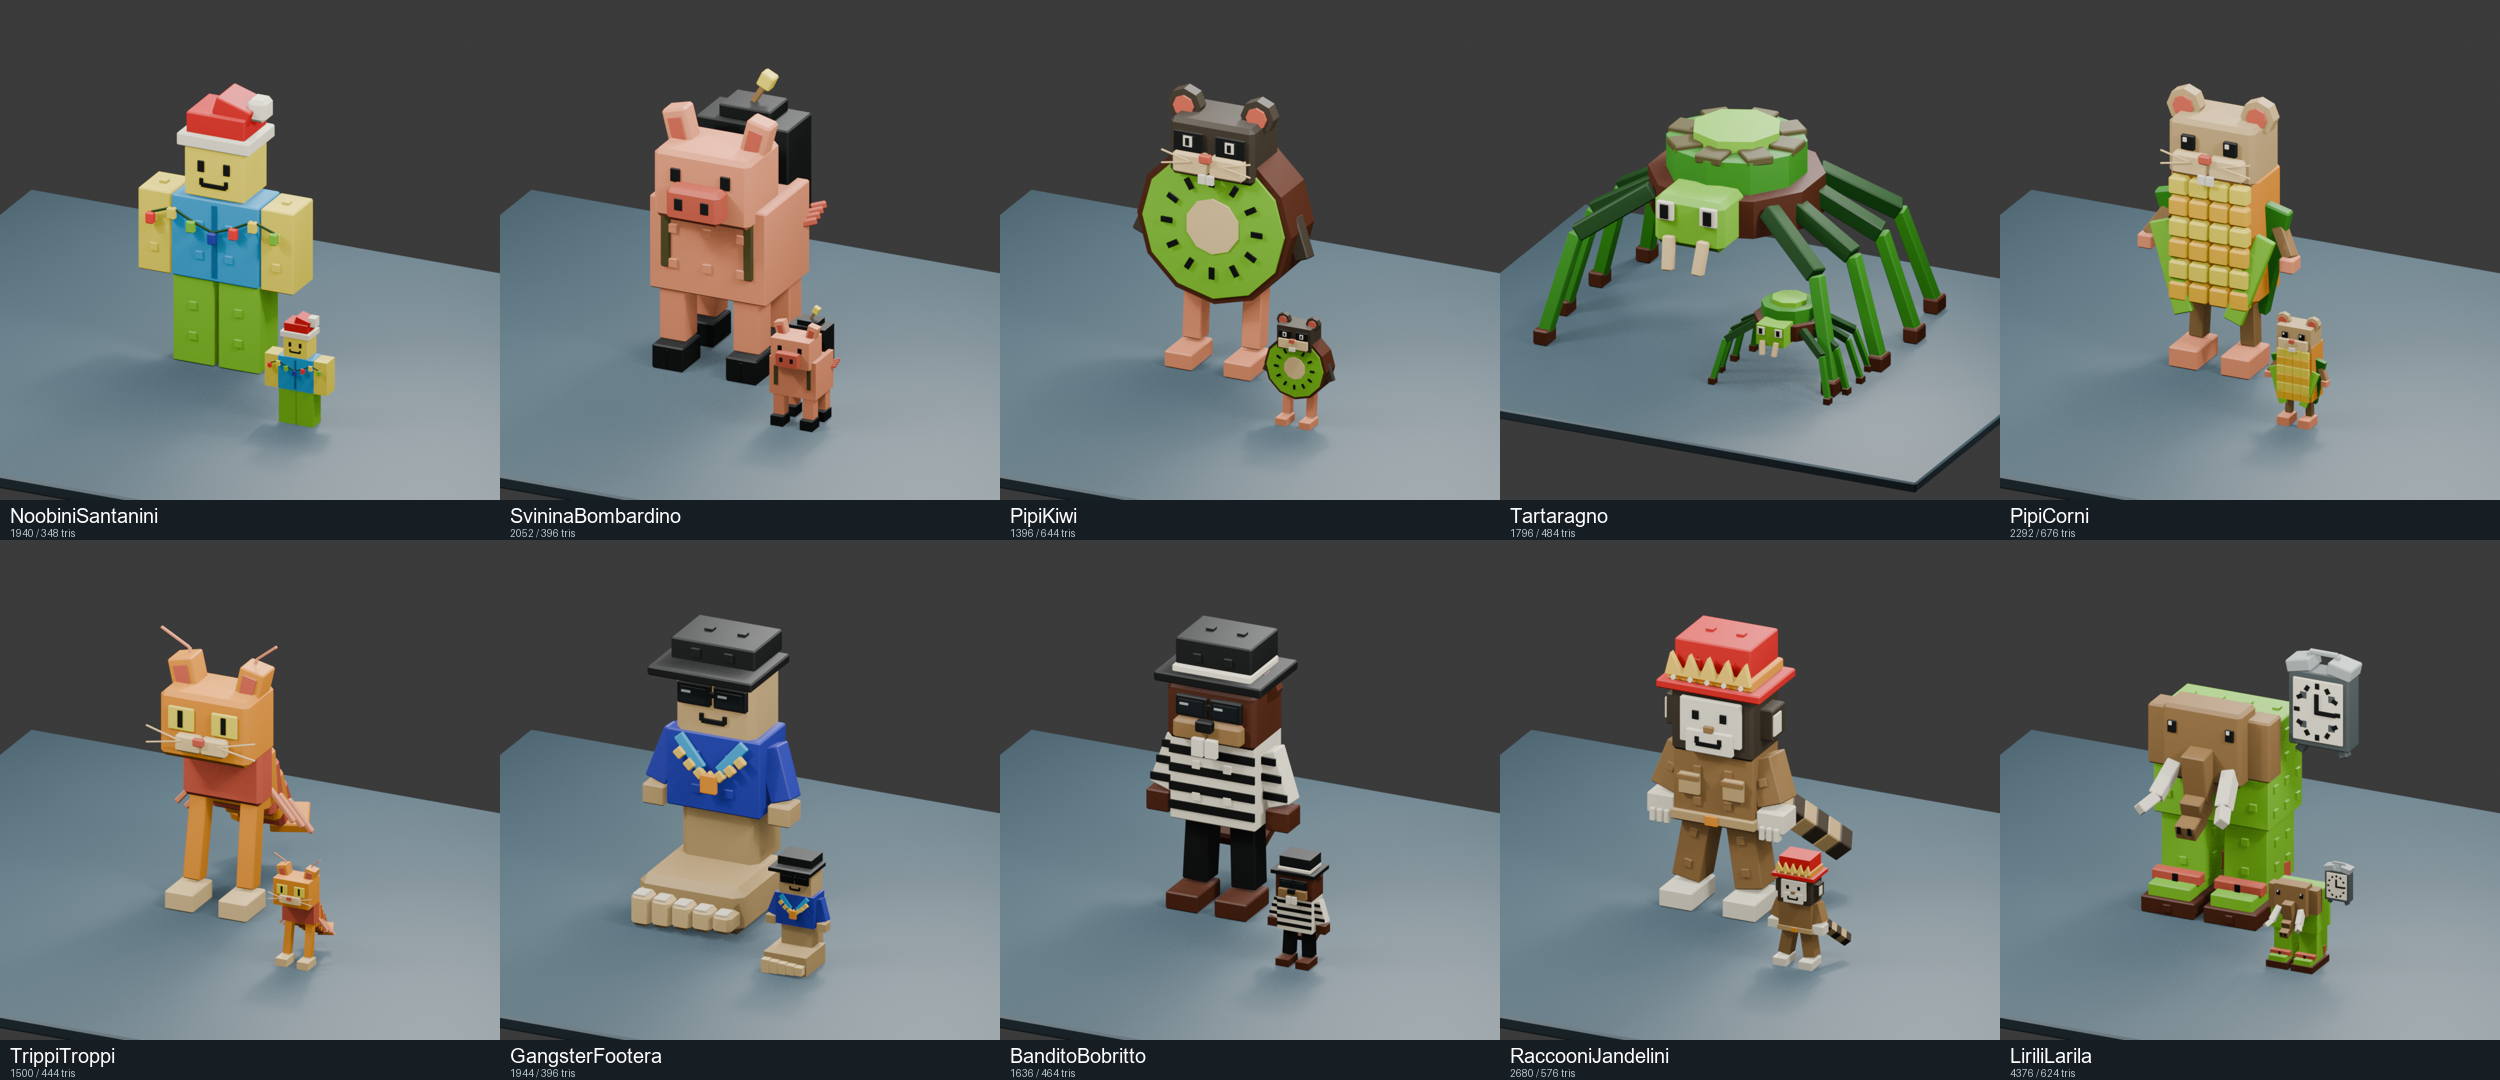 NoobiniSantanini
1940 / 348 tris
SvininaBombardino
2052 / 396 tris
PipiKiwi
1396 / 644 tris
Tartaragno
1796 / 484 tris
PipiCorni
2292 / 676 tris
TrippiTroppi
1500 / 444 tris
GangsterFootera
1944 / 396 tris
BanditoBobritto
1636 / 464 tris
RaccooniJandelini
2680 / 576 tris
LiriliLarila
4376 / 624 tris